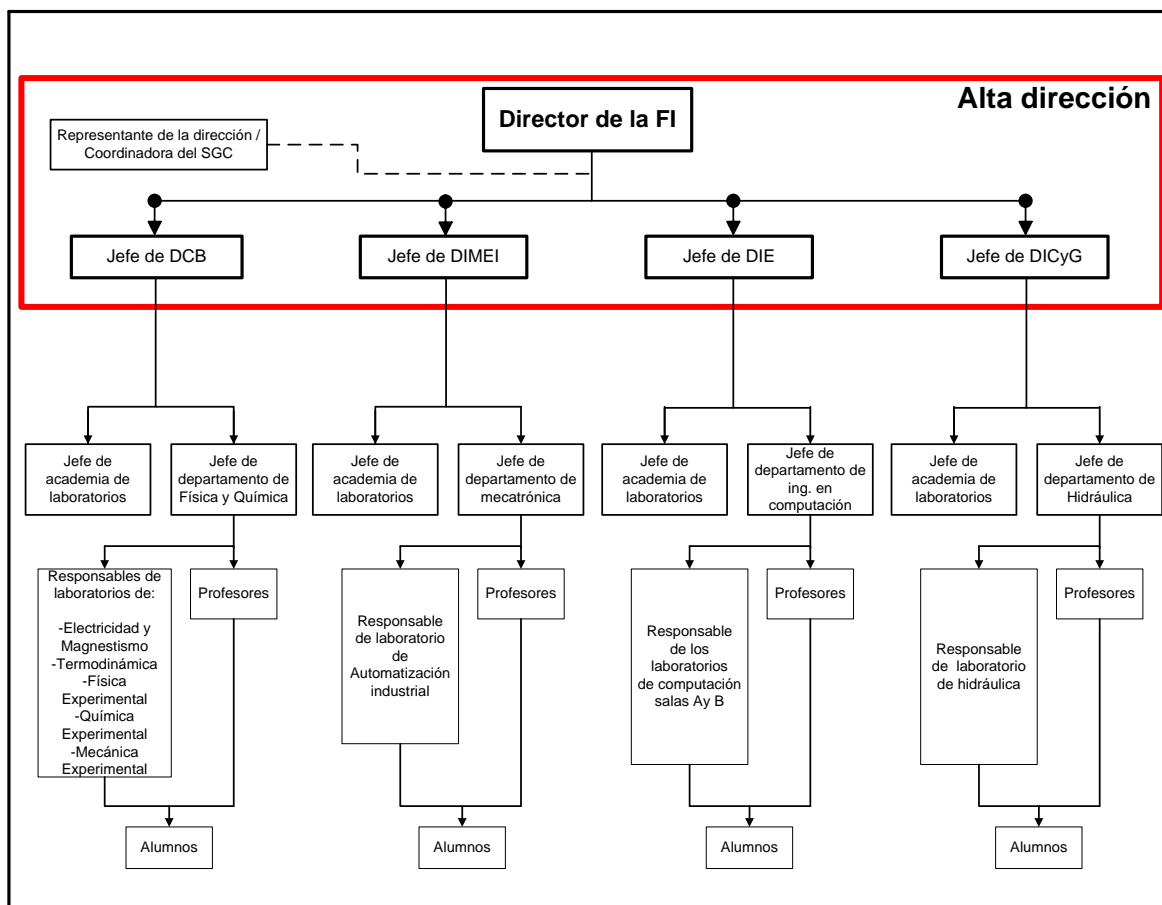 Alta dirección
Director de la FI
Representante de la dirección /
Coordinadora del SGC
Jefe de DCB
Jefe de DIMEI
Jefe de DIE
Jefe de DICyG
Jefe de
academia de
laboratorios
Jefe de
departamento de
Física y Química
Jefe de
academia de
laboratorios
Jefe de
departamento de
mecatrónica
Jefe de
academia de
laboratorios
Jefe de
departamento de
ing. en
computación
Jefe de
academia de
laboratorios
Jefe de
departamento de
Hidráulica
Responsables de
laboratorios de:
-Electricidad y
Magnestismo
-Termodinámica
-Física
Experimental
-Química
Experimental
-Mecánica
Experimental
Profesores
Responsable
de laboratorio
de
Automatización
industrial
Profesores
Responsable
de los
laboratorios
de computación
salas Ay B
Profesores
Responsable
de laboratorio
de hidráulica
Profesores
Alumnos
Alumnos
Alumnos
Alumnos